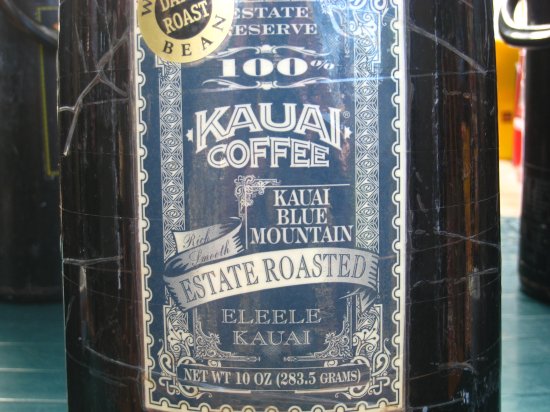 DARK
ROAST
BEAN
ESTATE
RESERVE
100%
KAUAI®
COFFEE
KAUAI
BLUE
MOUNTAIN
Rich
Smooth
ESTATE ROASTED
ELEELE
KAUAI
NET WT 10 OZ (283.5 GRAMS)